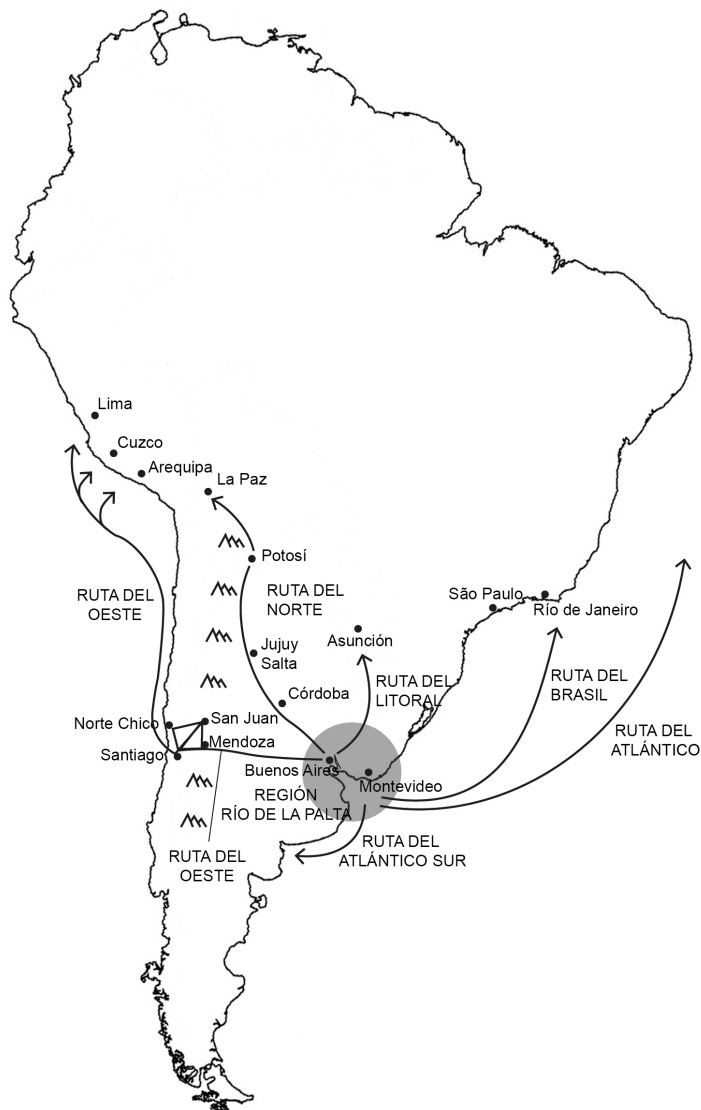 Lima
Cuzco
Arequipa
La Paz
Potosí
RUTA DEL
OESTE
RUTA DEL
NORTE
São Paulo
Río de Janeiro
Asunción
Jujuy
Salta
RUTA DEL
LITORAL
RUTA DEL
BRASIL
Córdoba
Norte Chico
San Juan
RUTA DEL
ATLÁNTICO
Mendoza
Santiago
Buenos Aires
Montevideo
REGIÓN
RÍO DE LA PALTA
RUTA DEL
ATLÁNTICO SUR
RUTA DEL
OESTE